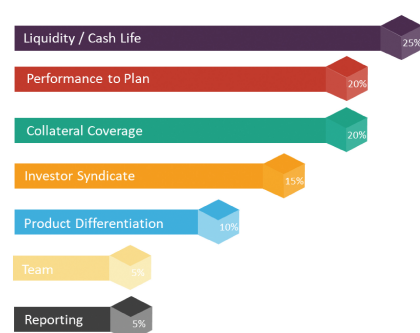 Liquidity / Cash Life 25%
Performance to Plan 20%
Collateral Coverage 20%
Investor Syndicate 15%
Product Differentiation 10%
Team 5%
Reporting 5%